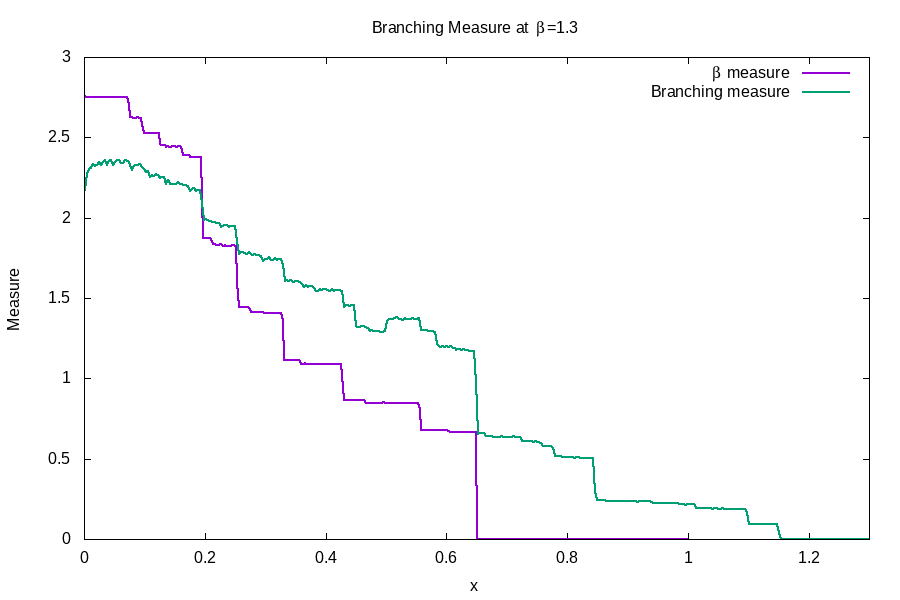 Branching Measure at β=1.3
3
β measure
Branching measure
2.5
2
Measure
1.5
1
0.5
0
0 0.2 0.4 0.6 0.8 1 1.2
x